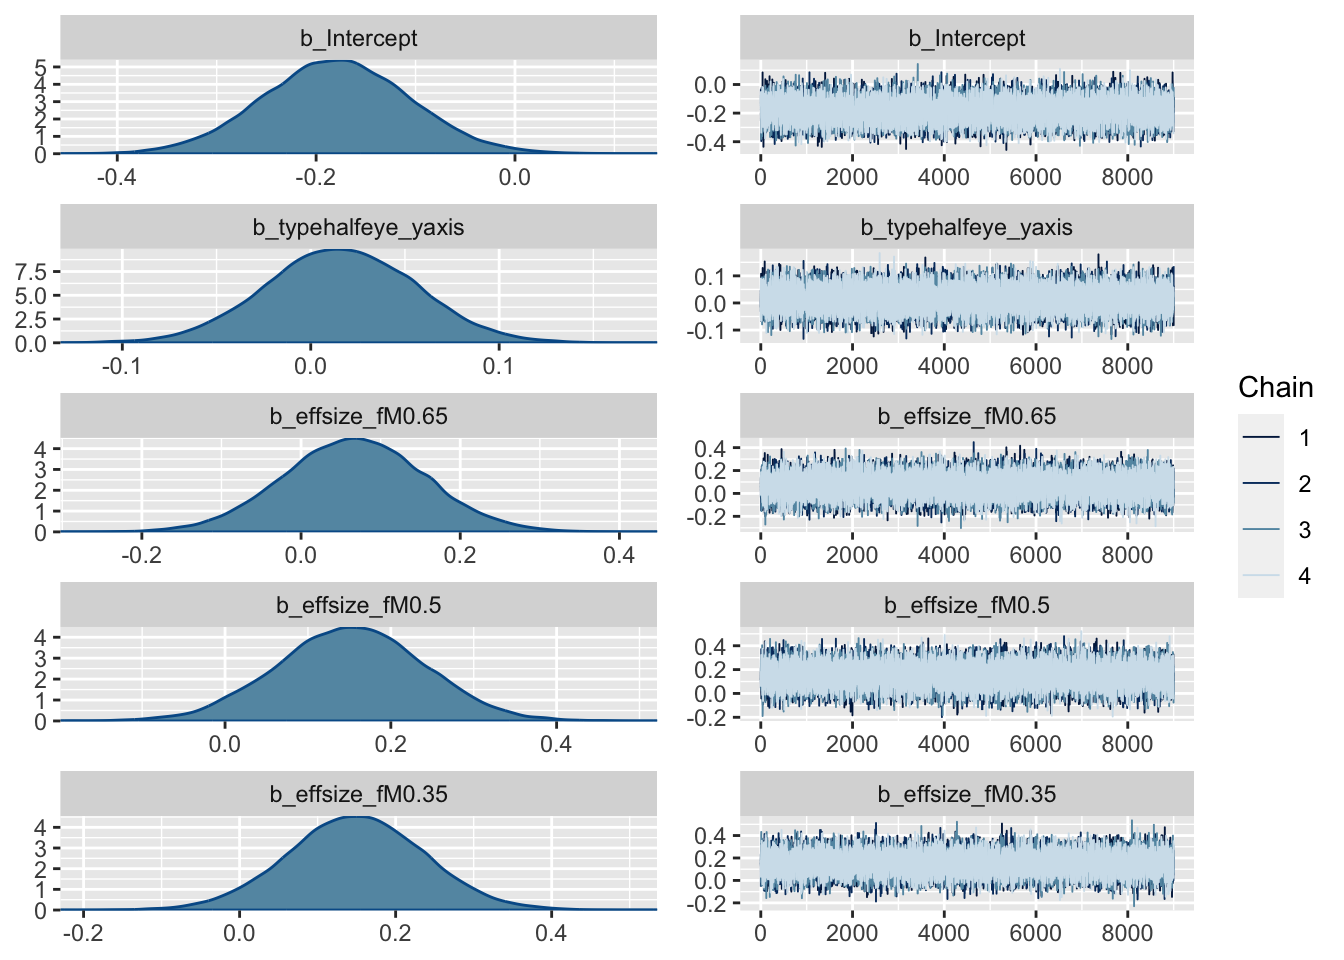 b_Intercept
5
4
3
2
1
0
-0.4 -0.2 0.0
b_Intercept
0.0
-0.2
-0.4
0 2000 4000 6000 8000
b_typehalfeye_yaxis
7.5
5.0
2.5
0.0
-0.1 0.0 0.1
b_typehalfeye_yaxis
0.1
0.0
-0.1
0 2000 4000 6000 8000
b_effsize_fM0.65
4
3
2
1
0
-0.2 0.0 0.2 0.4
b_effsize_fM0.65
0.4
0.2
0.0
-0.2
0 2000 4000 6000 8000
b_effsize_fM0.5
4
3
2
1
0
0.0 0.2 0.4
b_effsize_fM0.5
0.4
0.2
0.0
-0.2
0 2000 4000 6000 8000
b_effsize_fM0.35
4
3
2
1
0
-0.2 0.0 0.2 0.4
b_effsize_fM0.35
0.4
0.2
0.0
-0.2
0 2000 4000 6000 8000
Chain
1
2
3
4